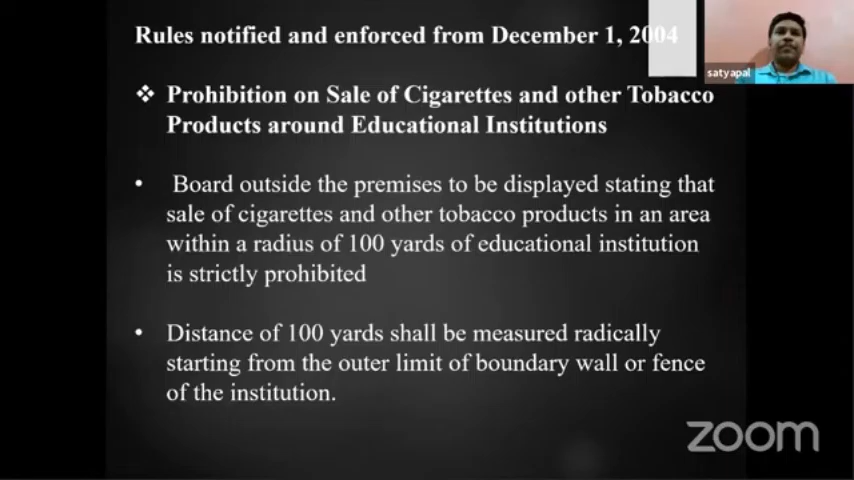 Rules notified and enforced from December 1, 2004
satyapal
❖ Prohibition on Sale of Cigarettes and other Tobacco
Products around Educational Institutions
• Board outside the premises to be displayed stating that
sale of cigarettes and other tobacco products in an area
within a radius of 100 yards of educational institution
is strictly prohibited
• Distance of 100 yards shall be measured radically
starting from the outer limit of boundary wall or fence
of the institution.
zoom